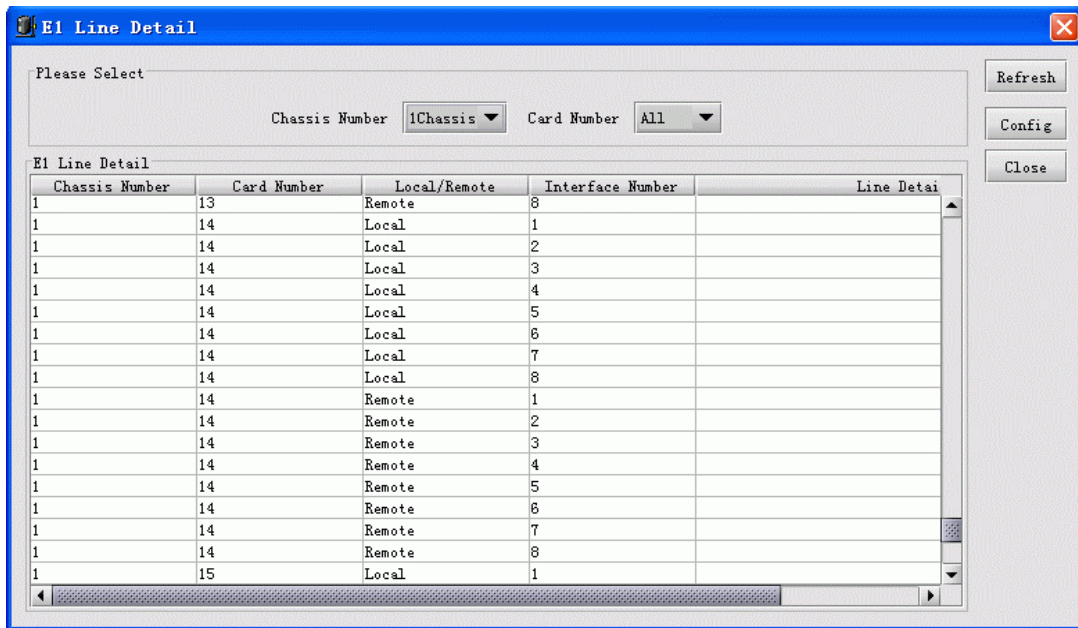 E1 Line Detail
Please Select
Chassis Number 1Chassis Card Number All
Refresh
Config
Close
E1 Line Detail
Chassis Number Card Number Local/Remote Interface Number Line Detai
1 13 Remote 8
1 14 Local 1
1 14 Local 2
1 14 Local 3
1 14 Local 4
1 14 Local 5
1 14 Local 6
1 14 Local 7
1 14 Local 8
1 14 Remote 1
1 14 Remote 2
1 14 Remote 3
1 14 Remote 4
1 14 Remote 5
1 14 Remote 6
1 14 Remote 7
1 14 Remote 8
1 15 Local 1